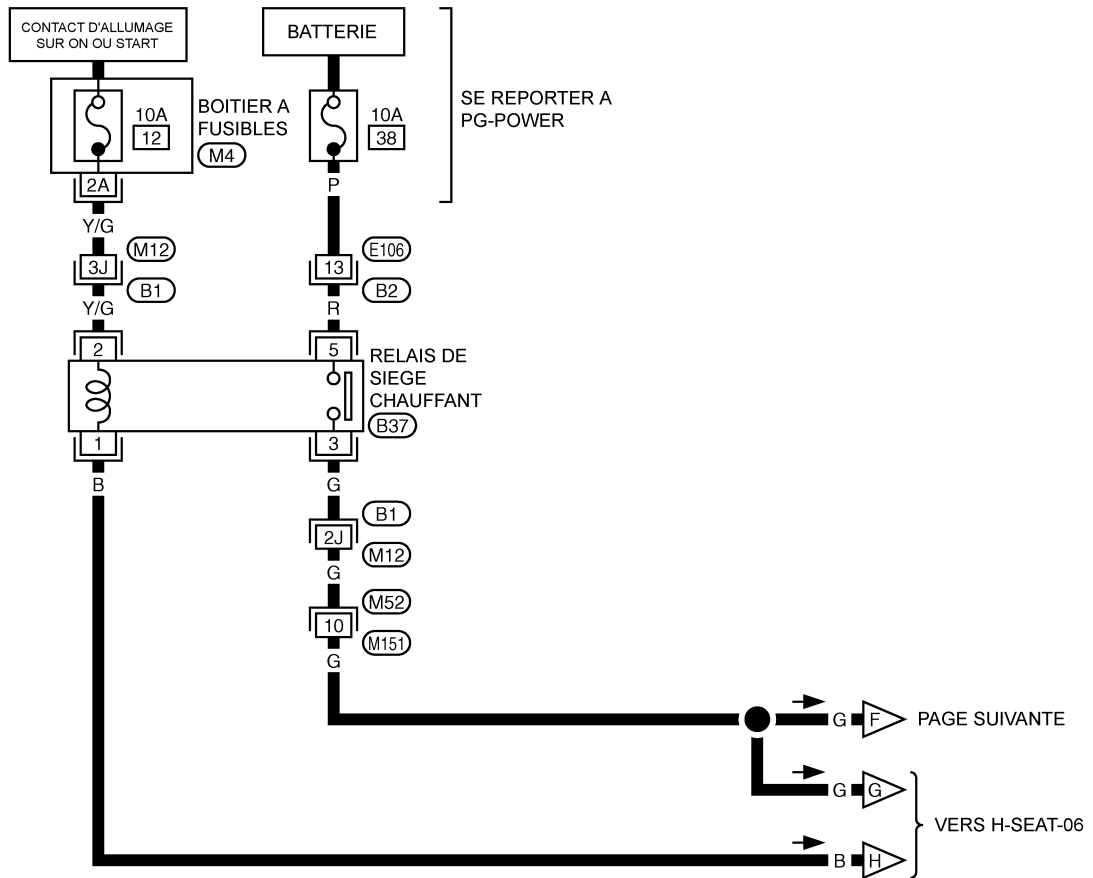 CONTACT D'ALLUMAGE
SUR ON OU START
BATTERIE
10A
12
BOITIER A
FUSIBLES
M4
10A
38
SE REPORTER A
PG-POWER
2A
P
Y/G
M12
3J
B1
Y/G
E106
13
B2
R
2
5
RELAIS DE
SIEGE
CHAUFFANT
B37
1
3
B
G
B1
2J
M12
G
M52
10
M151
G
G
F
PAGE SUIVANTE
G
G
VERS H-SEAT-06
B
H